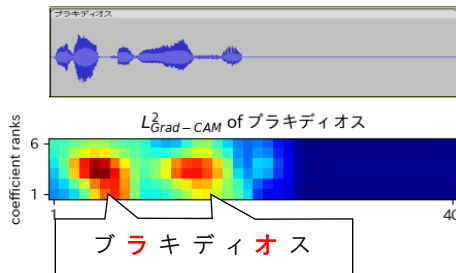 ブラキディオス
L²Grad−CAM of ブラキディオス
coefficient ranks
6
1
1
40
ブ ラ キ デ ィ オ ス